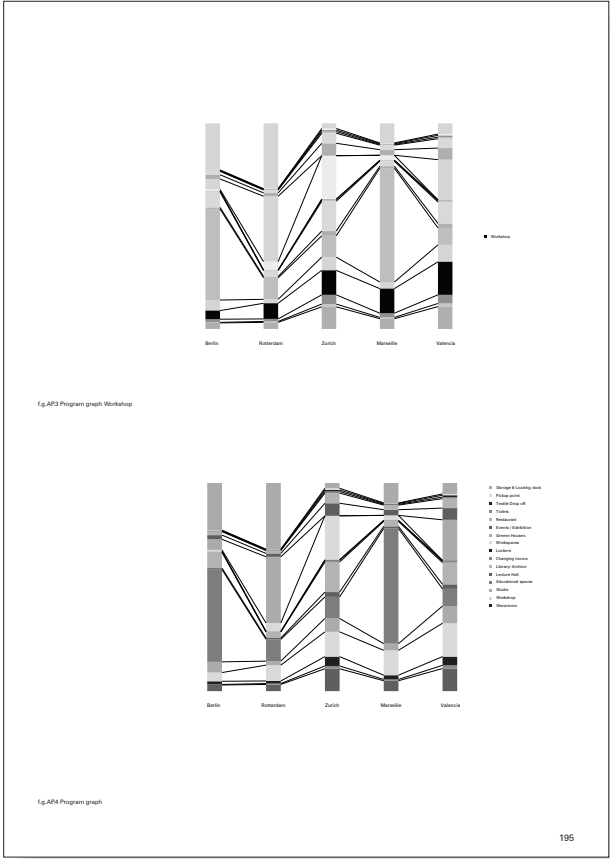 Workshop
Berlin Rotterdam Zurich Marseille Valencia
f.g.AP.3 Program graph Workshop
Storage & Loading dock
Pickup point
Textile Drop off
Toilets
Restaurant
Events / Exhibition
Greeen Houses
Workspaces
Lockers
Changing rooms
Library/ Archive
Lecture Hall
Educational spaces
Studio
Workshop
Showroom
Berlin Rotterdam Zurich Marseille Valencia
f.g.AP.4 Program graph
195